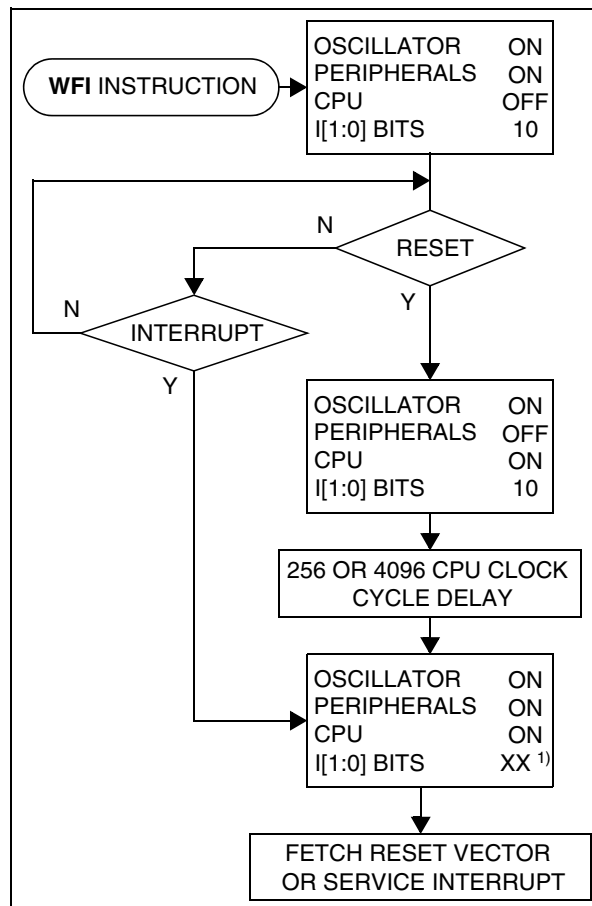 WFI INSTRUCTION
OSCILLATOR ON
PERIPHERALS ON
CPU OFF
I[1:0] BITS 10
N
RESET
Y
N
INTERRUPT
Y
OSCILLATOR ON
PERIPHERALS OFF
CPU ON
I[1:0] BITS 10
256 OR 4096 CPU CLOCK
CYCLE DELAY
OSCILLATOR ON
PERIPHERALS ON
CPU ON
I[1:0] BITS XX 1)
FETCH RESET VECTOR
OR SERVICE INTERRUPT